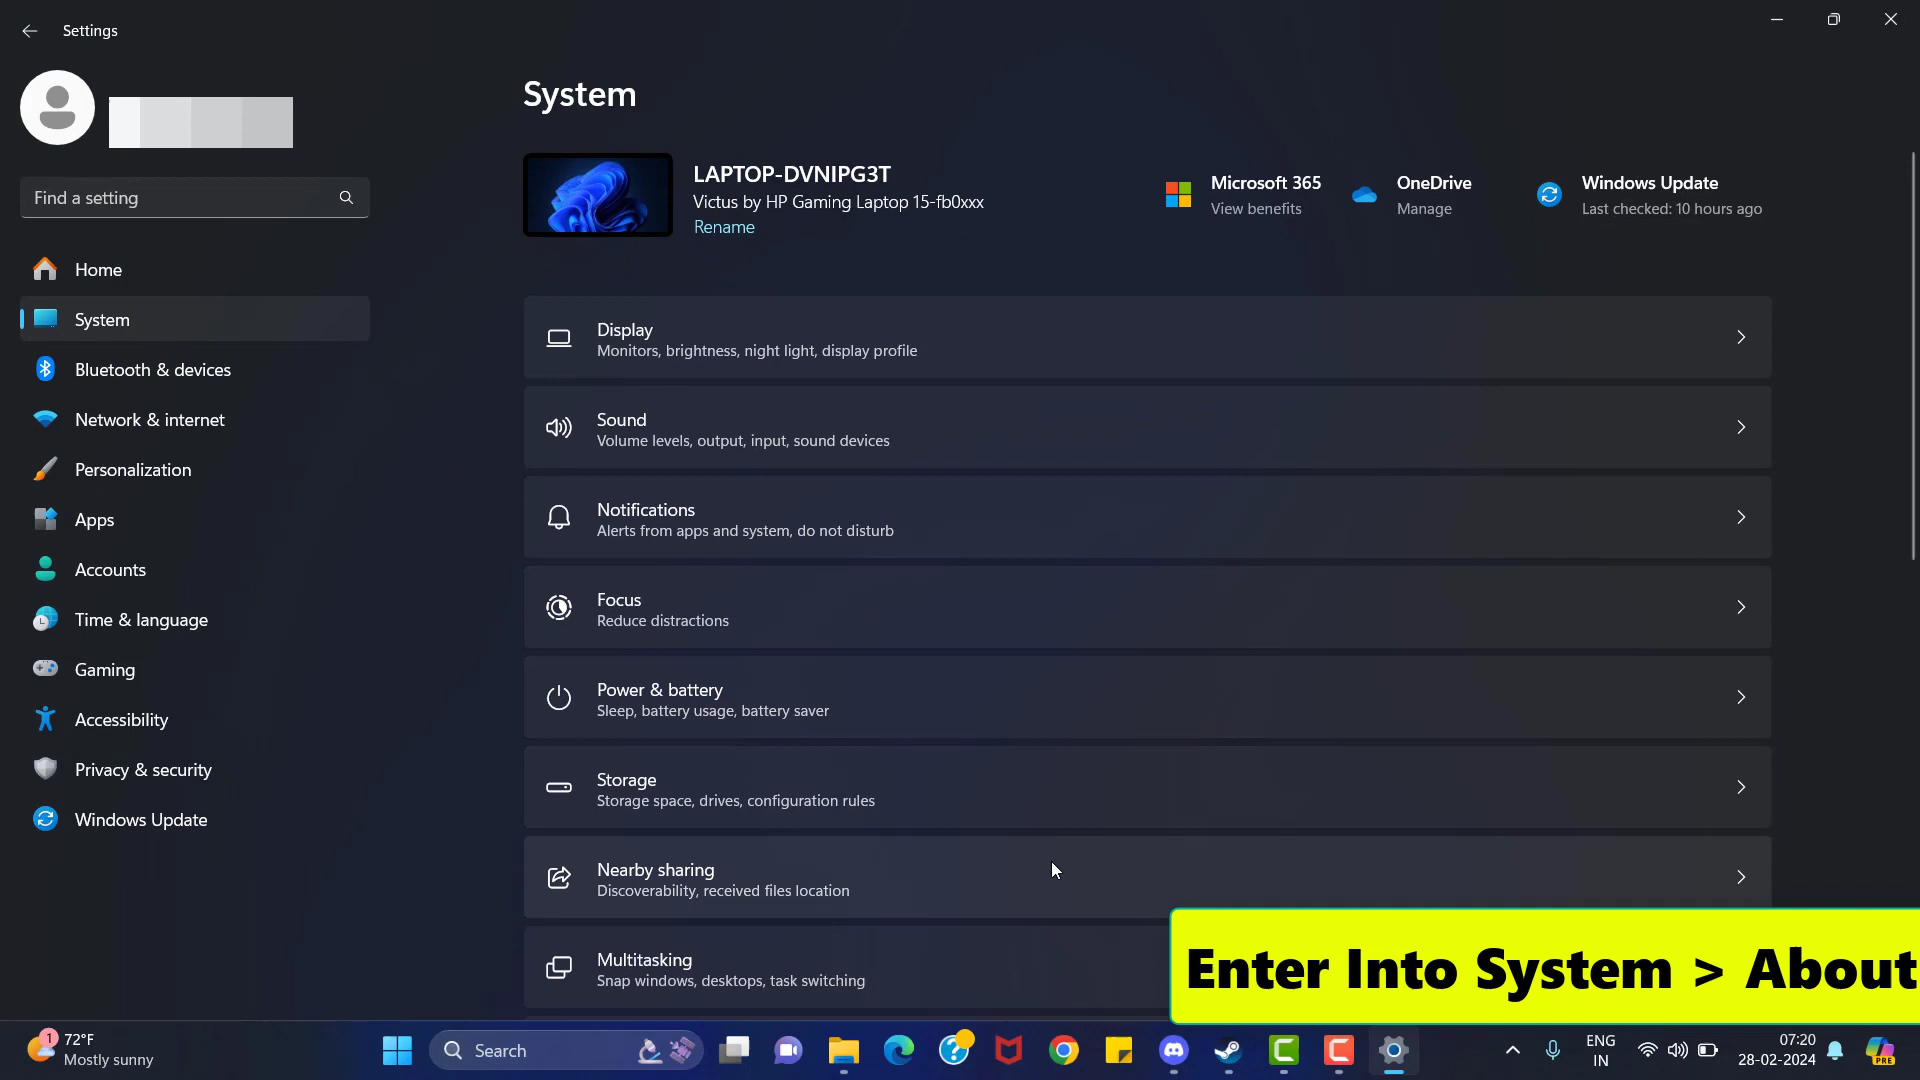 Settings
System
LAPTOP-DVNIPG3T
Victus by HP Gaming Laptop 15-fb0xxx
Rename
Microsoft 365
View benefits
OneDrive
Manage
Windows Update
Last checked: 10 hours ago
Find a setting
Home
System
Bluetooth & devices
Network & internet
Personalization
Apps
Accounts
Time & language
Gaming
Accessibility
Privacy & security
Windows Update
Display
Monitors, brightness, night light, display profile
Sound
Volume levels, output, input, sound devices
Notifications
Alerts from apps and system, do not disturb
Focus
Reduce distractions
Power & battery
Sleep, battery usage, battery saver
Storage
Storage space, drives, configuration rules
Nearby sharing
Discoverability, received files location
Multitasking
Snap windows, desktops, task switching
Enter Into System > About
1
72°F
Mostly sunny
Search
ENG
IN
07:20
28-02-2024
PRE